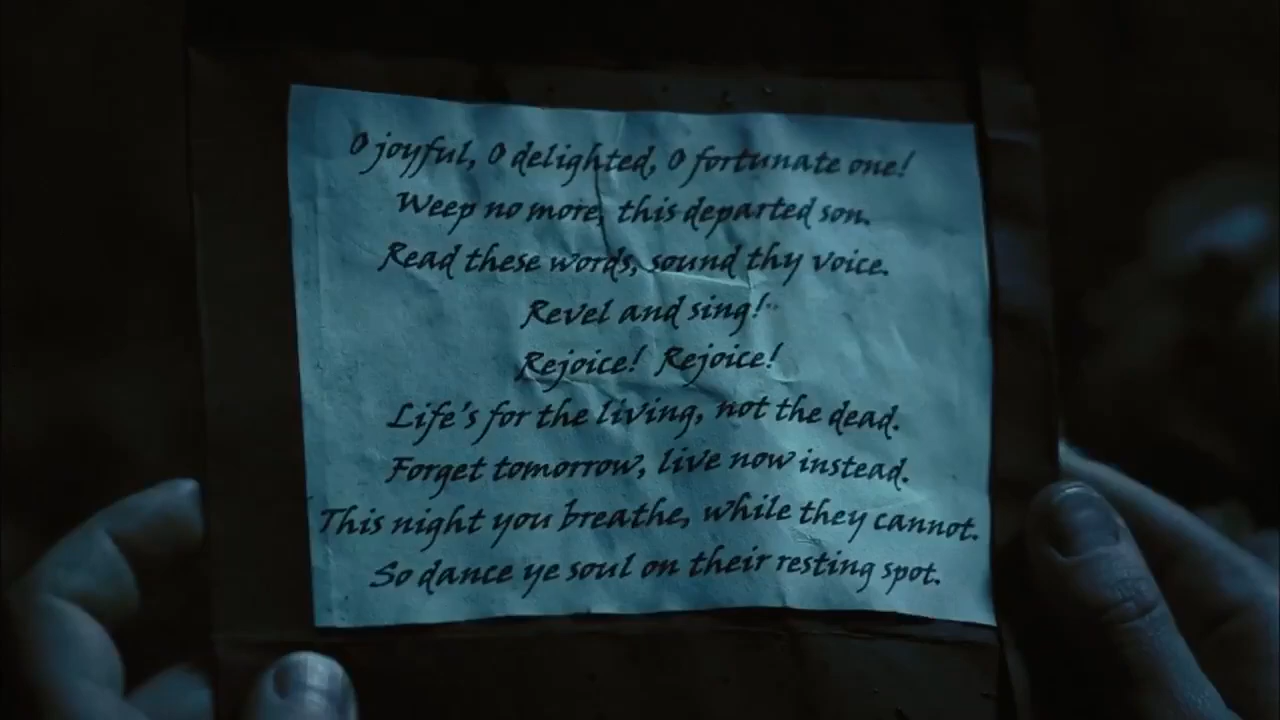 O joyful, O delighted, O fortunate one!
Weep no more, this departed son.
Read these words, sound thy voice.
Revel and sing!
Rejoice! Rejoice!
Life's for the living, not the dead.
Forget tomorrow, live now instead.
This night you breathe, while they cannot.
So dance ye soul on their resting spot.